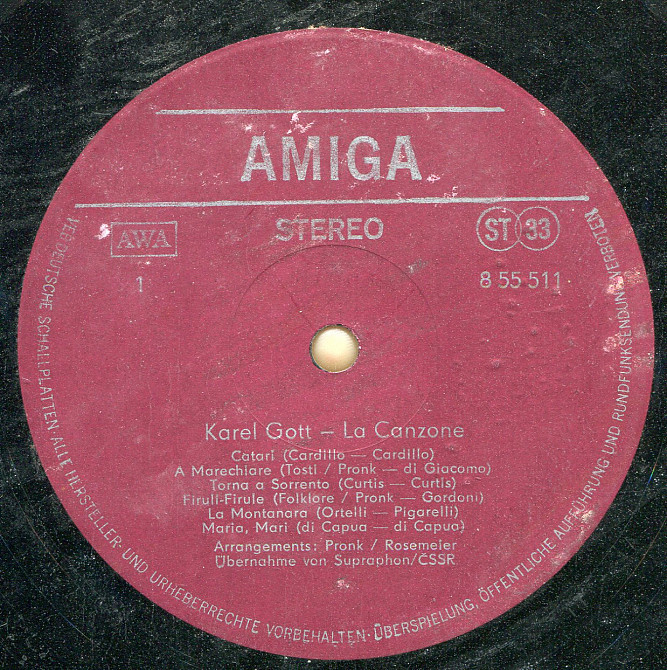 AMIGA
STEREO
AWA
ST 33
1
8 55 511
Karel Gott – La Canzone
Catari (Cardillo — Cardillo)
A Marechiare (Tosti / Pronk — di Giacomo)
Torna a Sorrento (Curtis — Curtis)
Firuli-Firule (Folklore / Pronk — Gordoni)
La Montanara (Ortelli — Pigarelli)
Maria, Mari (di Capua — di Capua)
Arrangements: Pronk / Rosemeier
Übernahme von Supraphon/ČSSR
VEB DEUTSCHE SCHALLPLATTEN · ALLE HERSTELLER- UND URHEBERRECHTE VORBEHALTEN · ÜBERSPIELUNG, ÖFFENTLICHE AUFFÜHRUNG UND RUNDFUNKSENDUNG VERBOTEN